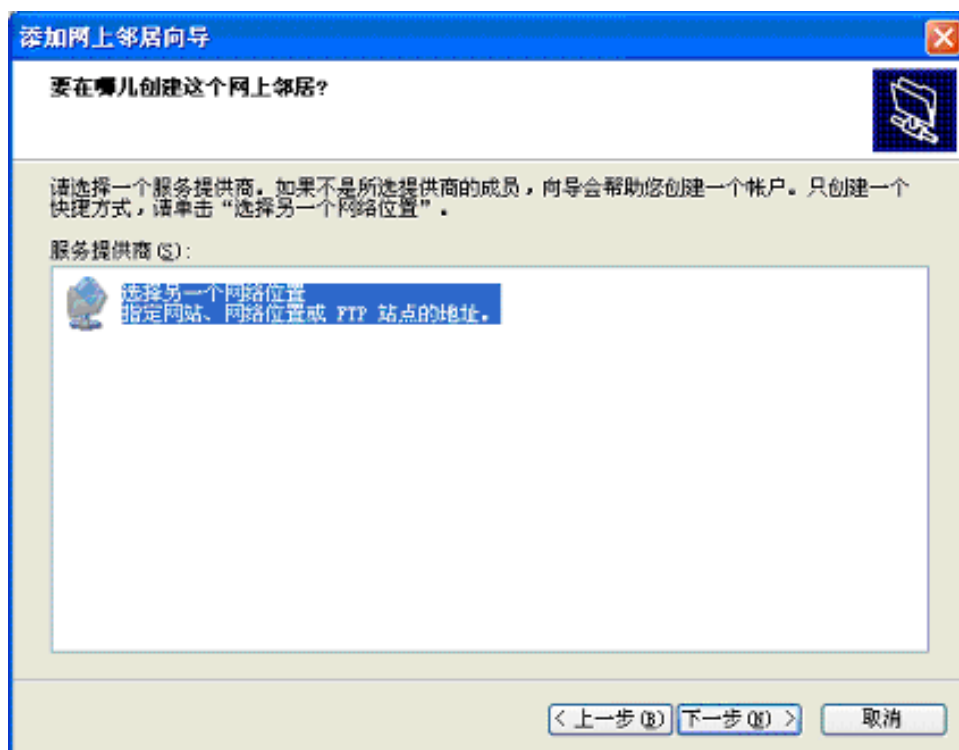 添加网上邻居向导
要在哪儿创建这个网上邻居?
请选择一个服务提供商。如果不是所选提供商的成员，向导会帮助您创建一个帐户。只创建一个
快捷方式，请单击“选择另一个网络位置”。
服务提供商(S):
选择另一个网络位置
指定网站、网络位置或 FTP 站点的地址。
< 上一步(B) 下一步(N) > 取消